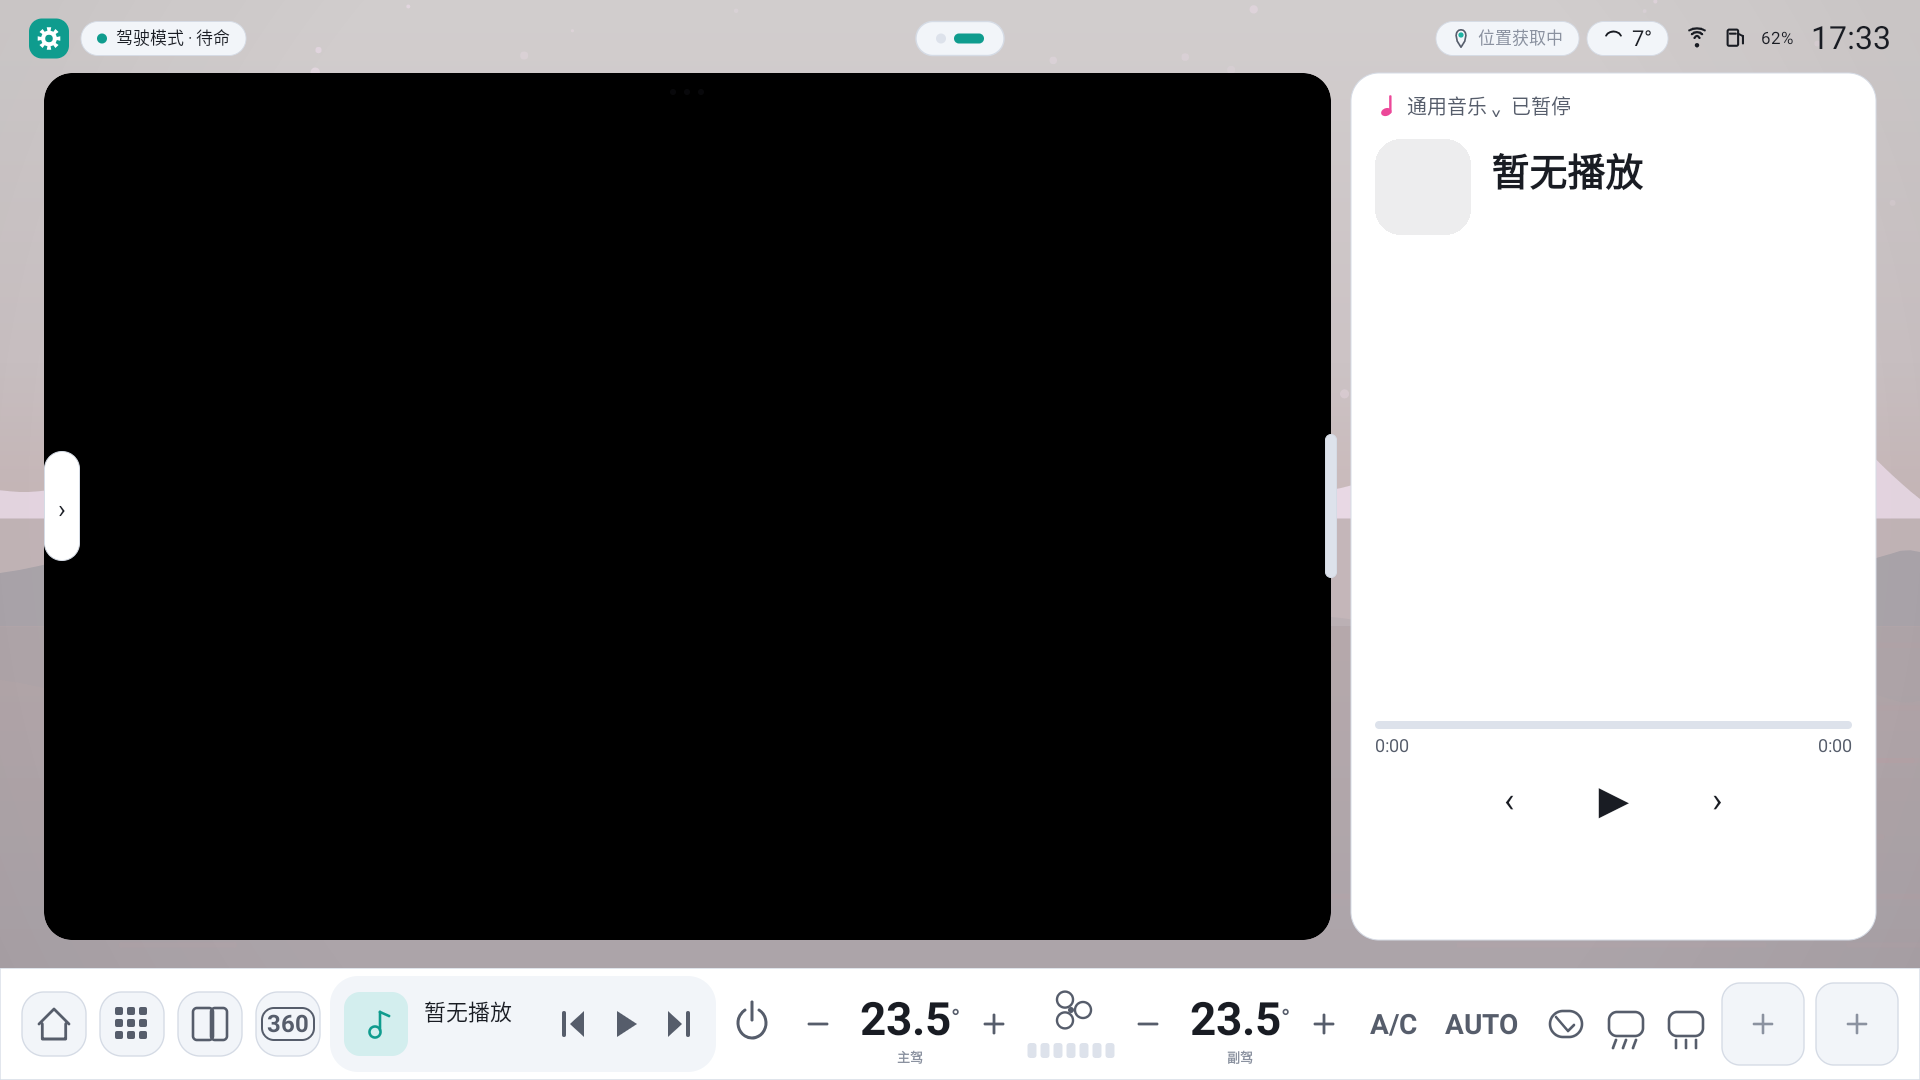 驾驶模式 · 待命
位置获取中
7°
62%
17:33
通用音乐 已暂停
暂无播放
0:00
0:00
360
暂无播放
23.5°
主驾
23.5°
副驾
A/C
AUTO